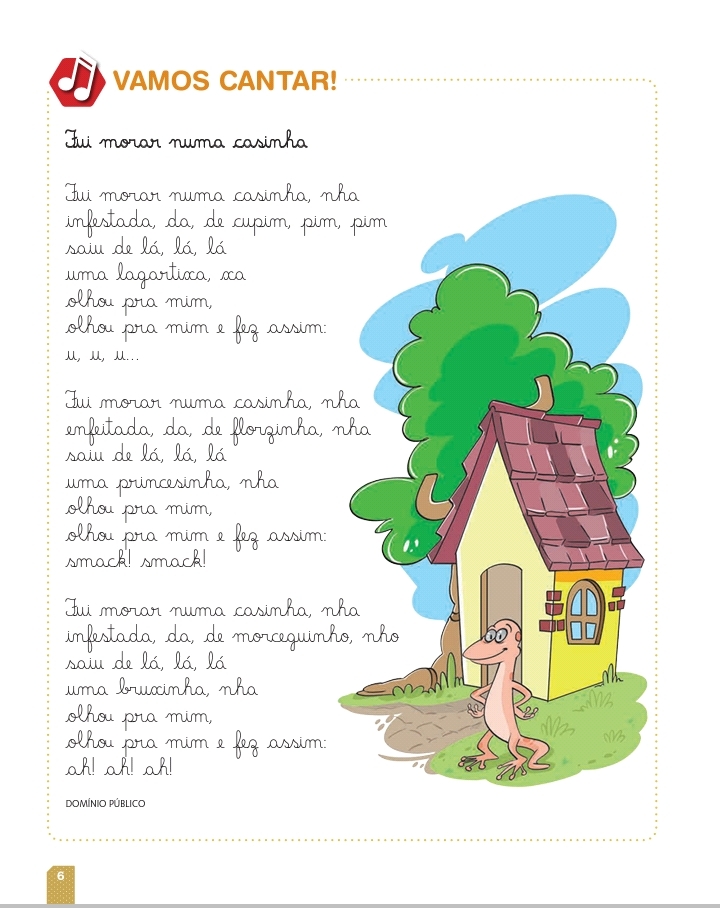 VAMOS CANTAR!
Fui morar numa casinha
Fui morar numa casinha, nha
infestada, da, de cupim, pim, pim
saiu de lá, lá, lá
uma lagartixa, xa
olhou pra mim,
olhou pra mim e fez assim:
u, u, u...
Fui morar numa casinha, nha
enfeitada, da, de florzinha, nha
saiu de lá, lá, lá
uma princesinha, nha
olhou pra mim,
olhou pra mim e fez assim:
smack! smack!
Fui morar numa casinha, nha
infestada, da, de morceguinho, nho
saiu de lá, lá, lá
uma bruxinha, nha
olhou pra mim,
olhou pra mim e fez assim:
ah! ah! ah!
DOMÍNIO PÚBLICO
6